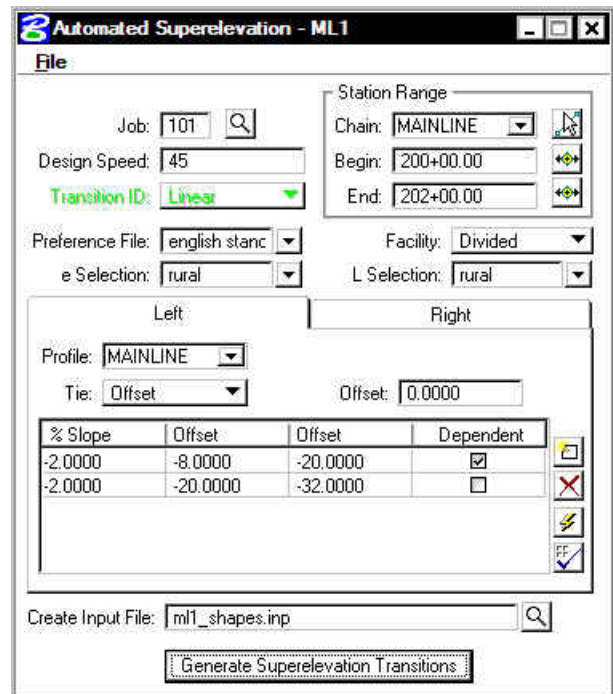 Automated Superelevation - ML1
File
Station Range
Job: 101
Chain: MAINLINE
Design Speed: 45
Begin: 200+00.00
Transition ID: Linear
End: 202+00.00
Preference File: english stanc
Facility: Divided
e Selection: rural
L Selection: rural
Left
Right
Profile: MAINLINE
Tie: Offset
Offset: 0.0000
% Slope Offset Offset Dependent
-2.0000 -8.0000 -20.0000
-2.0000 -20.0000 -32.0000
FF
Create Input File: ml1_shapes.inp
Generate Superelevation Transitions